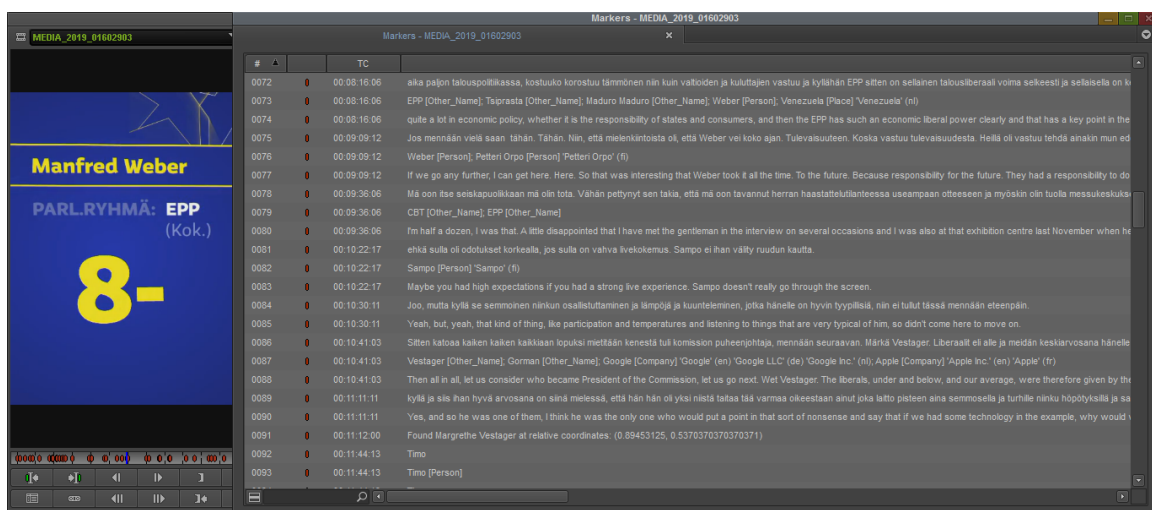 Markers - MEDIA_2019_01602903
MEDIA_2019_01602903
Markers - MEDIA_2019_01602903
# TC
0072 00:08:16:06 aika paljon talouspolitiikassa, kostuuko korostuu tämmönen niin kuin valtioiden ja kuluttajien vastuu ja kyllähän EPP sitten on sellainen talousliberaali voima selkeesti ja sellaisella on
0073 00:08:16:06 EPP [Other_Name]; Tsiprasta [Other_Name]; Maduro Maduro [Other_Name]; Weber [Person]; Venezuela [Place] 'Venezuela' (nl)
0074 00:08:16:06 quite a lot in economic policy, whether it is the responsibility of states and consumers, and then the EPP has such an economic liberal power clearly and that has a key point in the
0075 00:09:09:12 Jos mennään vielä saan tähän. Tähän. Niin, että mielenkiintoista oli, että Weber vei koko ajan. Tulevaisuuteen. Koska vastuu tulevaisuudesta. Heillä oli vastuu tehdä ainakin mun
0076 00:09:09:12 Weber [Person]; Petteri Orpo [Person] 'Petteri Orpo' (fi)
0077 00:09:09:12 If we go any further, I can get here. Here. So that was interesting that Weber took it all the time. To the future. Because responsibility for the future. They had a responsibility to do
0078 00:09:36:06 Mä oon itse seiskapuolikkaan mä olin tota. Vähän pettynyt sen takia, että mä oon tavannut herran haastattelutilanteessa useampaan otteeseen ja myöskin olin tuolla
0079 00:09:36:06 CBT [Other_Name]; EPP [Other_Name]
0080 00:09:36:06 I'm half a dozen, I was that. A little disappointed that I have met the gentleman in the interview on several occasions and I was also at that exhibition centre last November when he
0081 00:10:22:17 ehkä sulla oli odotukset korkealla, jos sulla on vahva livekokemus. Sampo ei ihan välity ruudun kautta.
0082 00:10:22:17 Sampo [Person] 'Sampo' (fi)
0083 00:10:22:17 Maybe you had high expectations if you had a strong live experience. Sampo doesn't really go through the screen.
0084 00:10:30:11 Joo, mutta kyllä se semmoinen niinkun osallistuttaminen ja lämpöjä ja kuunteleminen, jotka hänelle on hyvin tyypillisiä, niin ei tullut tässä mennään eteenpäin.
0085 00:10:30:11 Yeah, but, yeah, that kind of thing, like participation and temperatures and listening to things that are very typical of him, so didn't come here to move on.
0086 00:10:41:03 Sitten katoaa kaiken kaiken kaikkiaan lopuksi mietitään kenestä tuli komission puheenjohtaja, mennään seuraavan. Märkä Vestager. Liberaalit eli alle ja meidän keskiarvosana hänelle
0087 00:10:41:03 Vestager [Other_Name]; Gorman [Other_Name]; Google [Company] 'Google' (en) 'Google LLC' (de) 'Google Inc.' (nl); Apple [Company] 'Apple Inc.' (en) 'Apple' (fr)
0088 00:10:41:03 Then all in all, let us consider who became President of the Commission, let us go next. Wet Vestager. The liberals, under and below, and our average, were therefore given by the
0089 00:11:11:11 kyllä ja siis ihan hyvä arvosana on siinä mielessä, että hän hän oli yksi niistä taitaa tää varmaa oikeestaan ainut joka laitto pisteen aina semmosella ja turhille niinku höpötyksillä ja
0090 00:11:11:11 Yes, and so he was one of them, I think he was the only one who would put a point in that sort of nonsense and say that if we had some technology in the example, why would
0091 00:11:12:00 Found Margrethe Vestager at relative coordinates: (0.89453125, 0.5370370370370371)
0092 00:11:44:13 Timo
0093 00:11:44:13 Timo [Person]
Manfred Weber
PARL.RYHMÄ: EPP
(Kok.)
8-